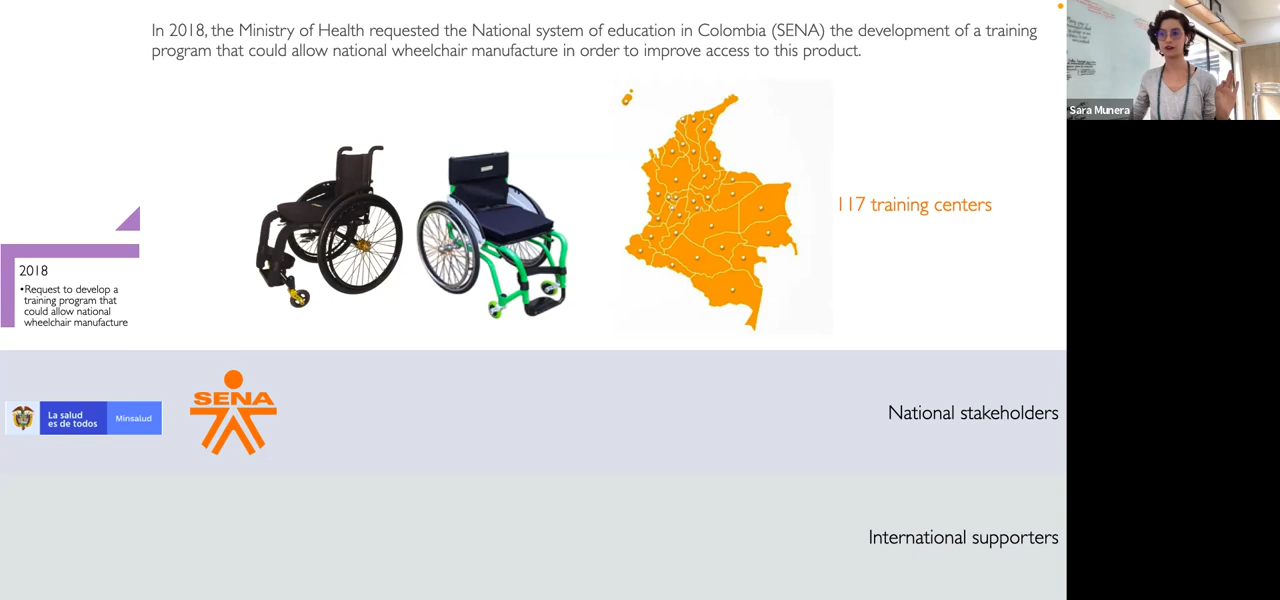 In 2018, the Ministry of Health requested the National system of education in Colombia (SENA) the development of a training
program that could allow national wheelchair manufacture in order to improve access to this product.
Sara Munera
117 training centers
2018
•Request to develop a
training program that
could allow national
wheelchair manufacture
La salud
es de todos
Minsalud
SENA
National stakeholders
International supporters